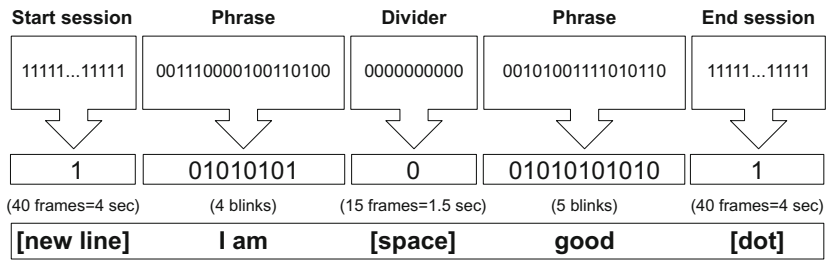 Start session Phrase Divider Phrase End session
11111...11111 001110000100110100 0000000000 00101001111010110 11111...11111
1 01010101 0 01010101010 1
(40 frames=4 sec) (4 blinks) (15 frames=1.5 sec) (5 blinks) (40 frames=4 sec)
[new line] I am [space] good [dot]